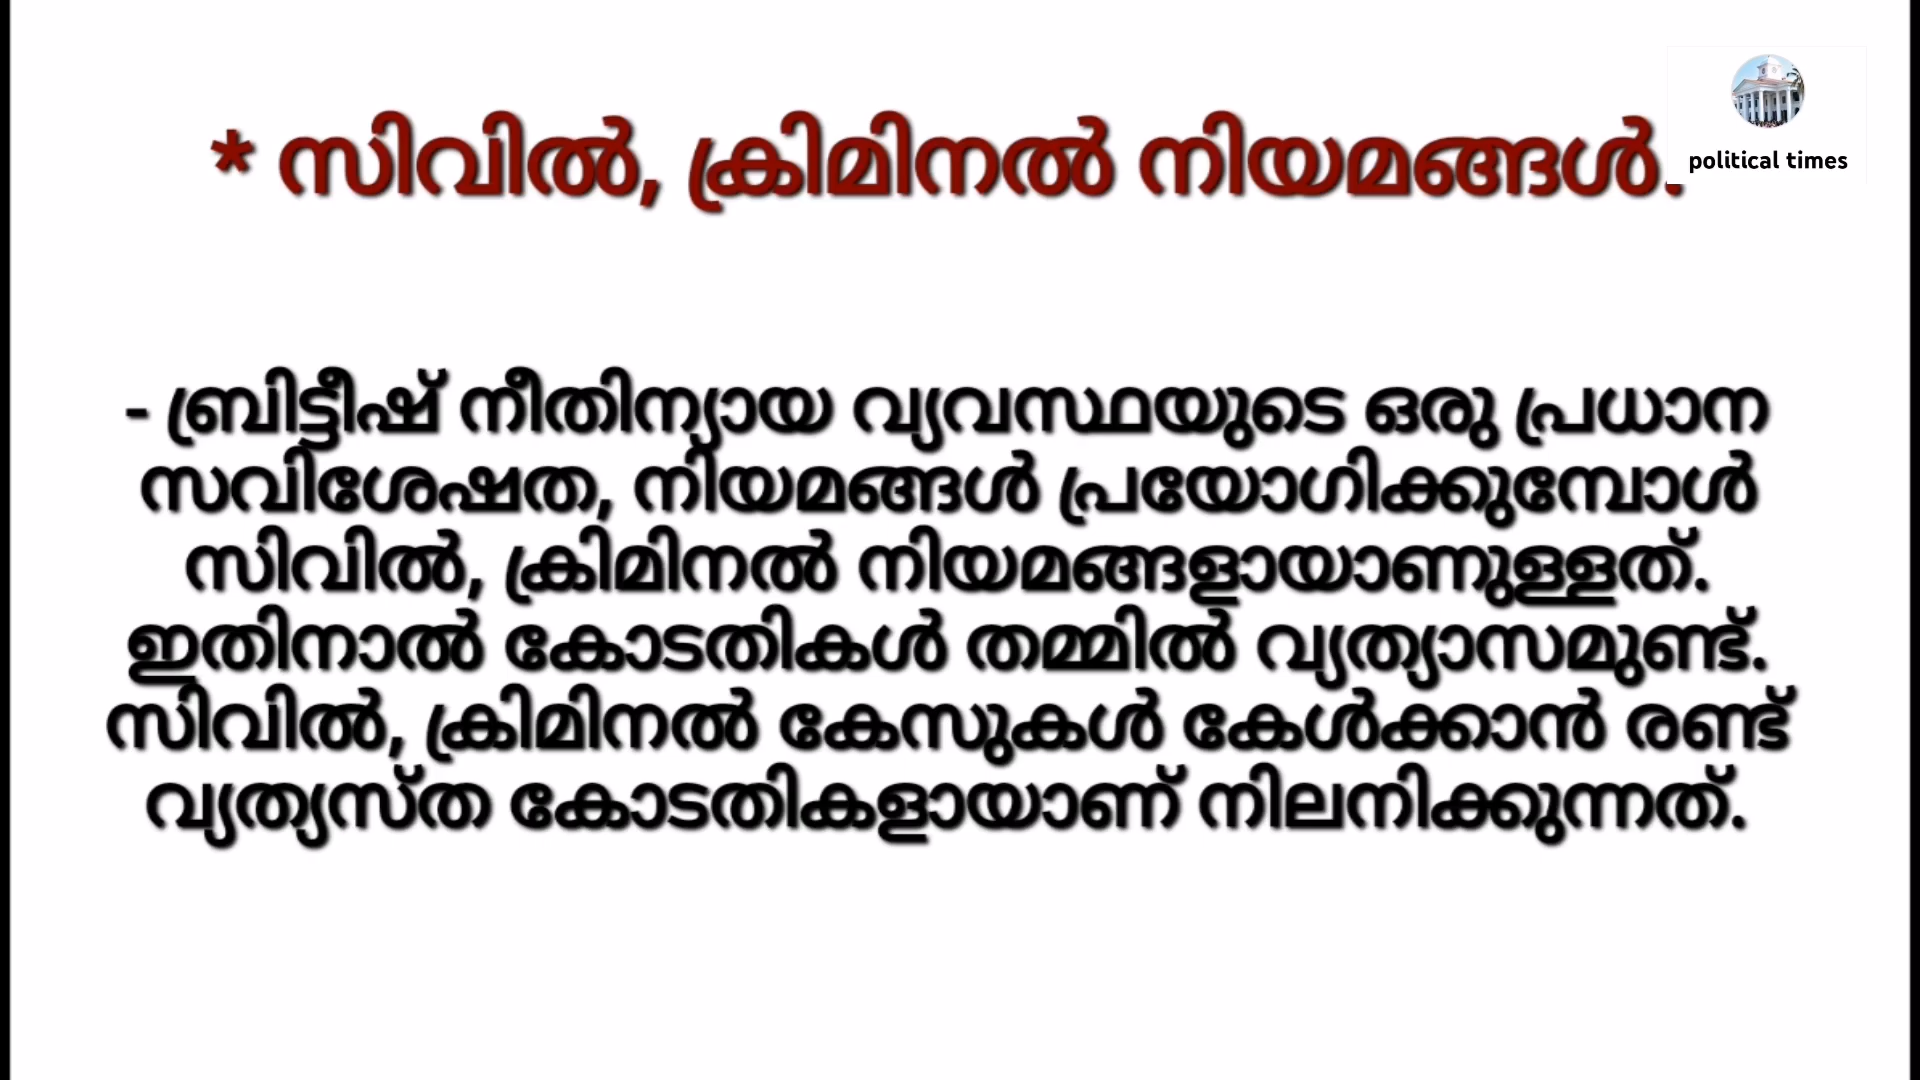 * സിവിൽ, ക്രിമിനൽ നിയമങ്ങൾ.
political times
- ബ്രിട്ടീഷ് നീതിന്യായ വ്യവസ്ഥയുടെ ഒരു പ്രധാന
സവിശേഷത, നിയമങ്ങൾ പ്രയോഗിക്കുമ്പോൾ
സിവിൽ, ക്രിമിനൽ നിയമങ്ങളായാണുള്ളത്.
ഇതിനാൽ കോടതികൾ തമ്മിൽ വ്യത്യാസമുണ്ട്.
സിവിൽ, ക്രിമിനൽ കേസുകൾ കേൾക്കാൻ രണ്ട്
വ്യത്യസ്ത കോടതികളായാണ് നിലനിക്കുന്നത്.